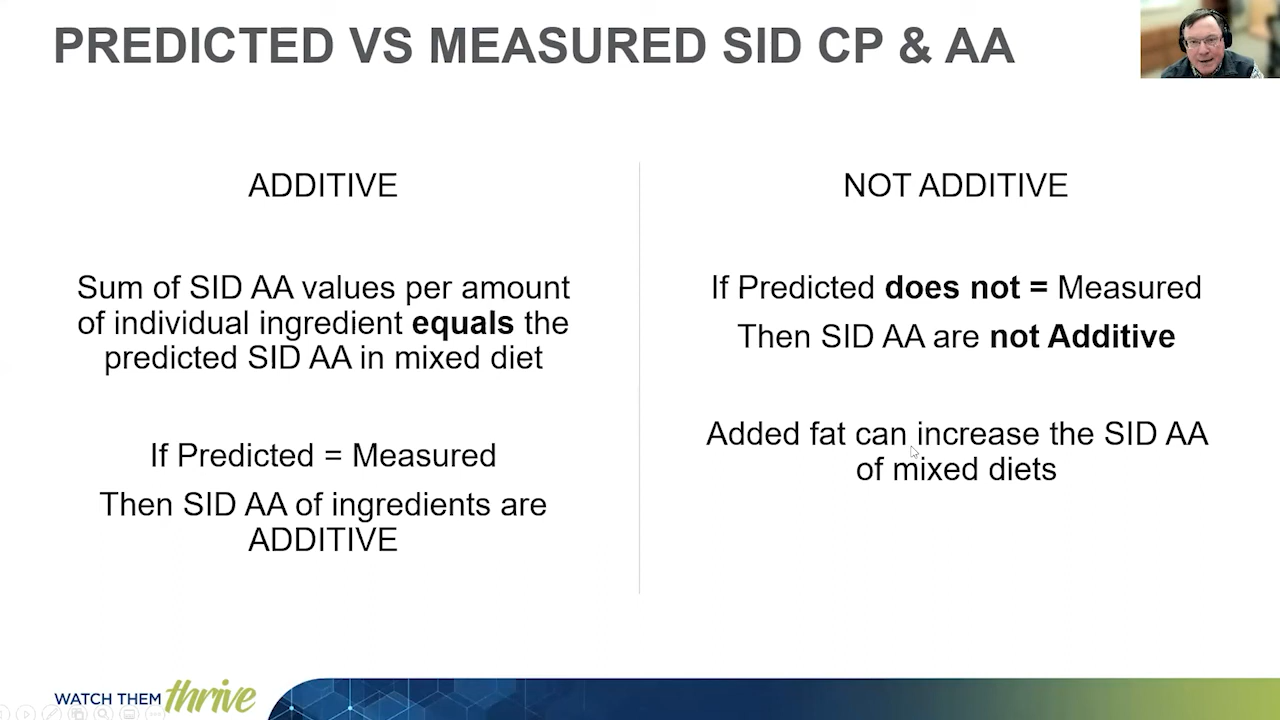 PREDICTED VS MEASURED SID CP & AA
ADDITIVE
Sum of SID AA values per amount
of individual ingredient equals the
predicted SID AA in mixed diet
If Predicted = Measured
Then SID AA of ingredients are
ADDITIVE
NOT ADDITIVE
If Predicted does not = Measured
Then SID AA are not Additive
Added fat can increase the SID AA
of mixed diets
WATCH THEM thrive